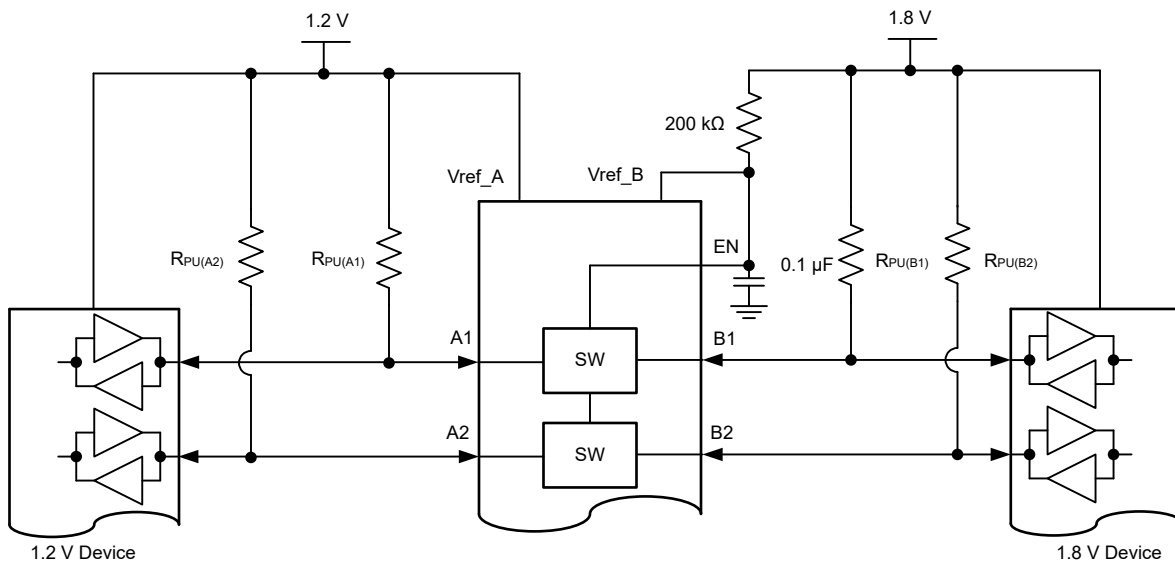 1.2 V
1.8 V
200 kΩ
Vref_A
Vref_B
EN
RPU(A2)
RPU(A1)
0.1 µF
RPU(B1)
RPU(B2)
A1
SW
B1
A2
SW
B2
1.2 V Device
1.8 V Device